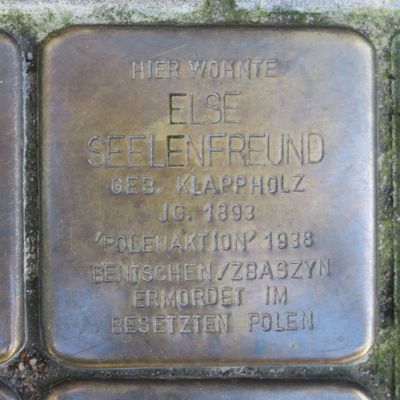 HIER WOHNTE
ELSE
SEELENFREUND
GEB. KLAPPHOLZ
JG. 1893
'POLENAKTION' 1938
BENTSCHEN/ZBASZYN
ERMORDET IM
BESETZTEN POLEN